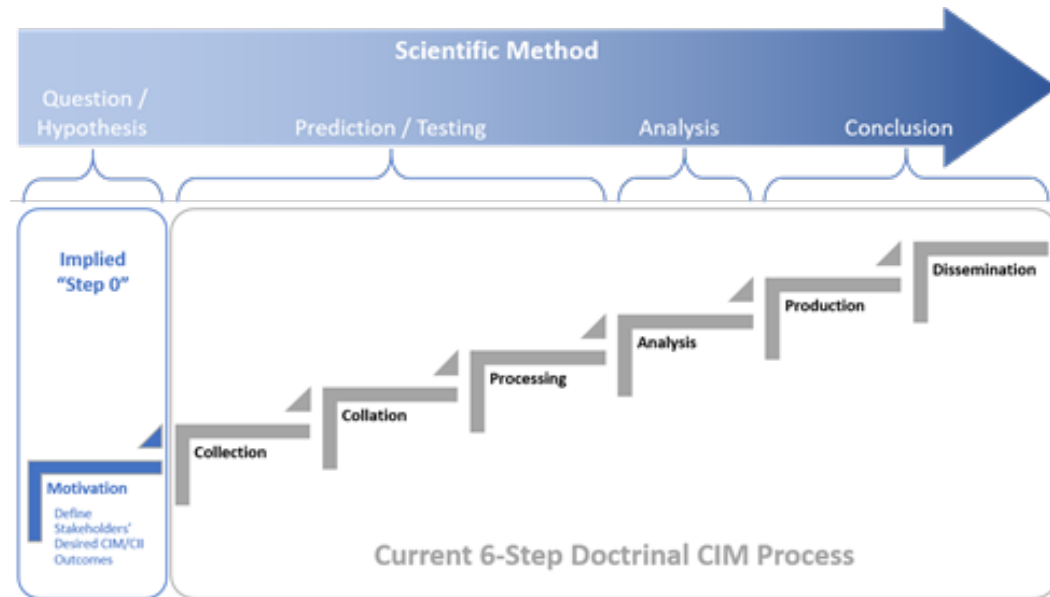 Scientific Method
Question /
Hypothesis
Prediction / Testing
Analysis
Conclusion
Implied
“Step 0”
Dissemination
Production
Analysis
Processing
Collation
Collection
Motivation
Define
Stakeholders’
Desired CIM/CII
Outcomes
Current 6-Step Doctrinal CIM Process